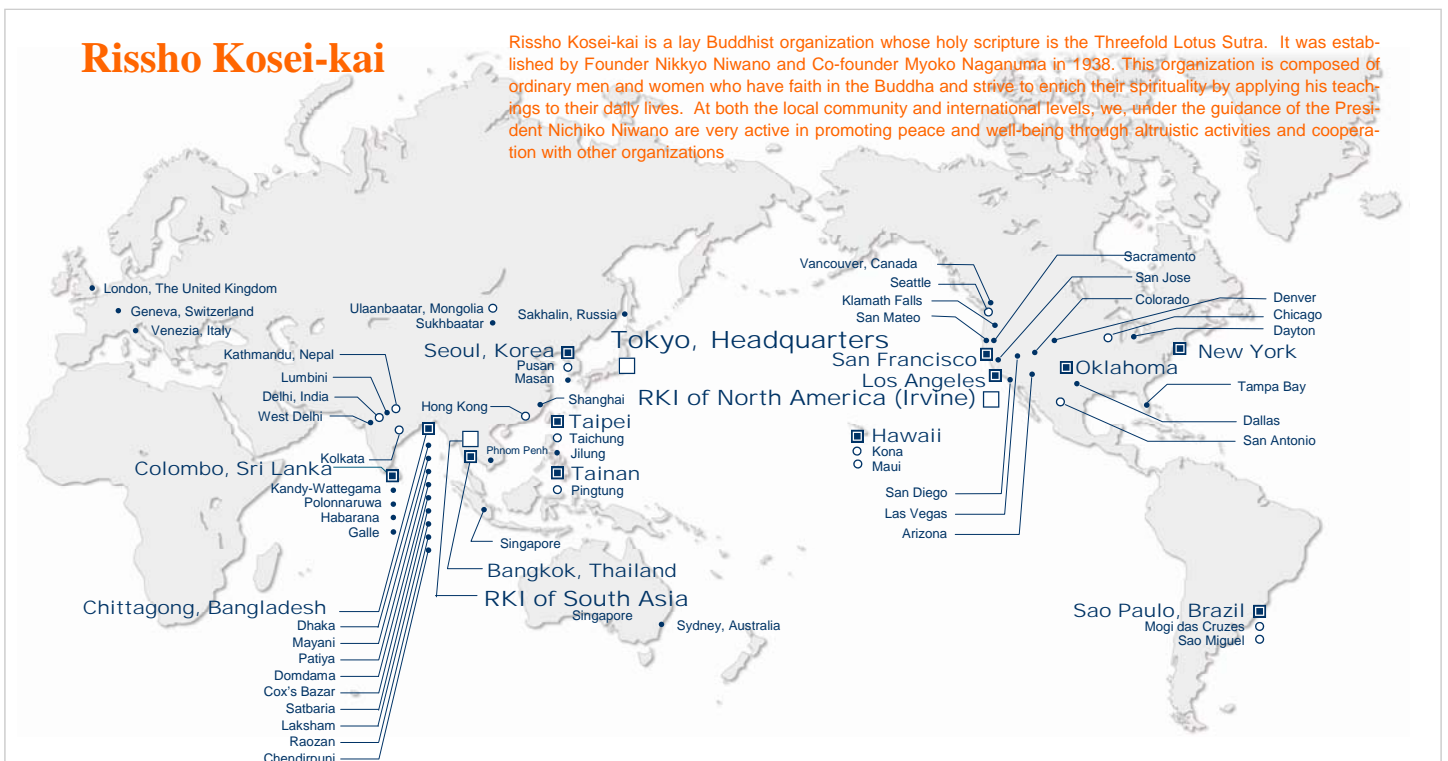 Rissho Kosei-kai
Rissho Kosei-kai is a lay Buddhist organization whose holy scripture is the Threefold Lotus Sutra. It was estab-
lished by Founder Nikkyo Niwano and Co-founder Myoko Naganuma in 1938. This organization is composed of
ordinary men and women who have faith in the Buddha and strive to enrich their spirituality by applying his teach-
ings to their daily lives. At both the local community and international levels, we, under the guidance of the Presi-
dent Nichiko Niwano are very active in promoting peace and well-being through altruistic activities and coopera-
tion with other organizations
London, The United Kingdom
Geneva, Switzerland
Venezia, Italy
Ulaanbaatar, Mongolia
Sukhbaatar
Sakhalin, Russia
Seoul, Korea
Pusan
Masan
Tokyo, Headquarters
Kathmandu, Nepal
Lumbini
Delhi, India
West Delhi
Kolkata
Hong Kong
Shanghai
Taipei
Taichung
Jilung
Tainan
Pingtung
Phnom Penh
Colombo, Sri Lanka
Kandy-Wattegama
Polonnaruwa
Habarana
Galle
Singapore
Bangkok, Thailand
RKI of South Asia
Singapore
Sydney, Australia
Chittagong, Bangladesh
Dhaka
Mayani
Patiya
Domdama
Cox's Bazar
Satbaria
Laksham
Raozan
Chendirpuni
Vancouver, Canada
Seattle
Klamath Falls
San Mateo
San Francisco
Los Angeles
RKI of North America (Irvine)
Sacramento
San Jose
Colorado
Denver
Chicago
Dayton
New York
Oklahoma
Tampa Bay
Dallas
San Antonio
Hawaii
Kona
Maui
San Diego
Las Vegas
Arizona
Sao Paulo, Brazil
Mogi das Cruzes
Sao Miguel